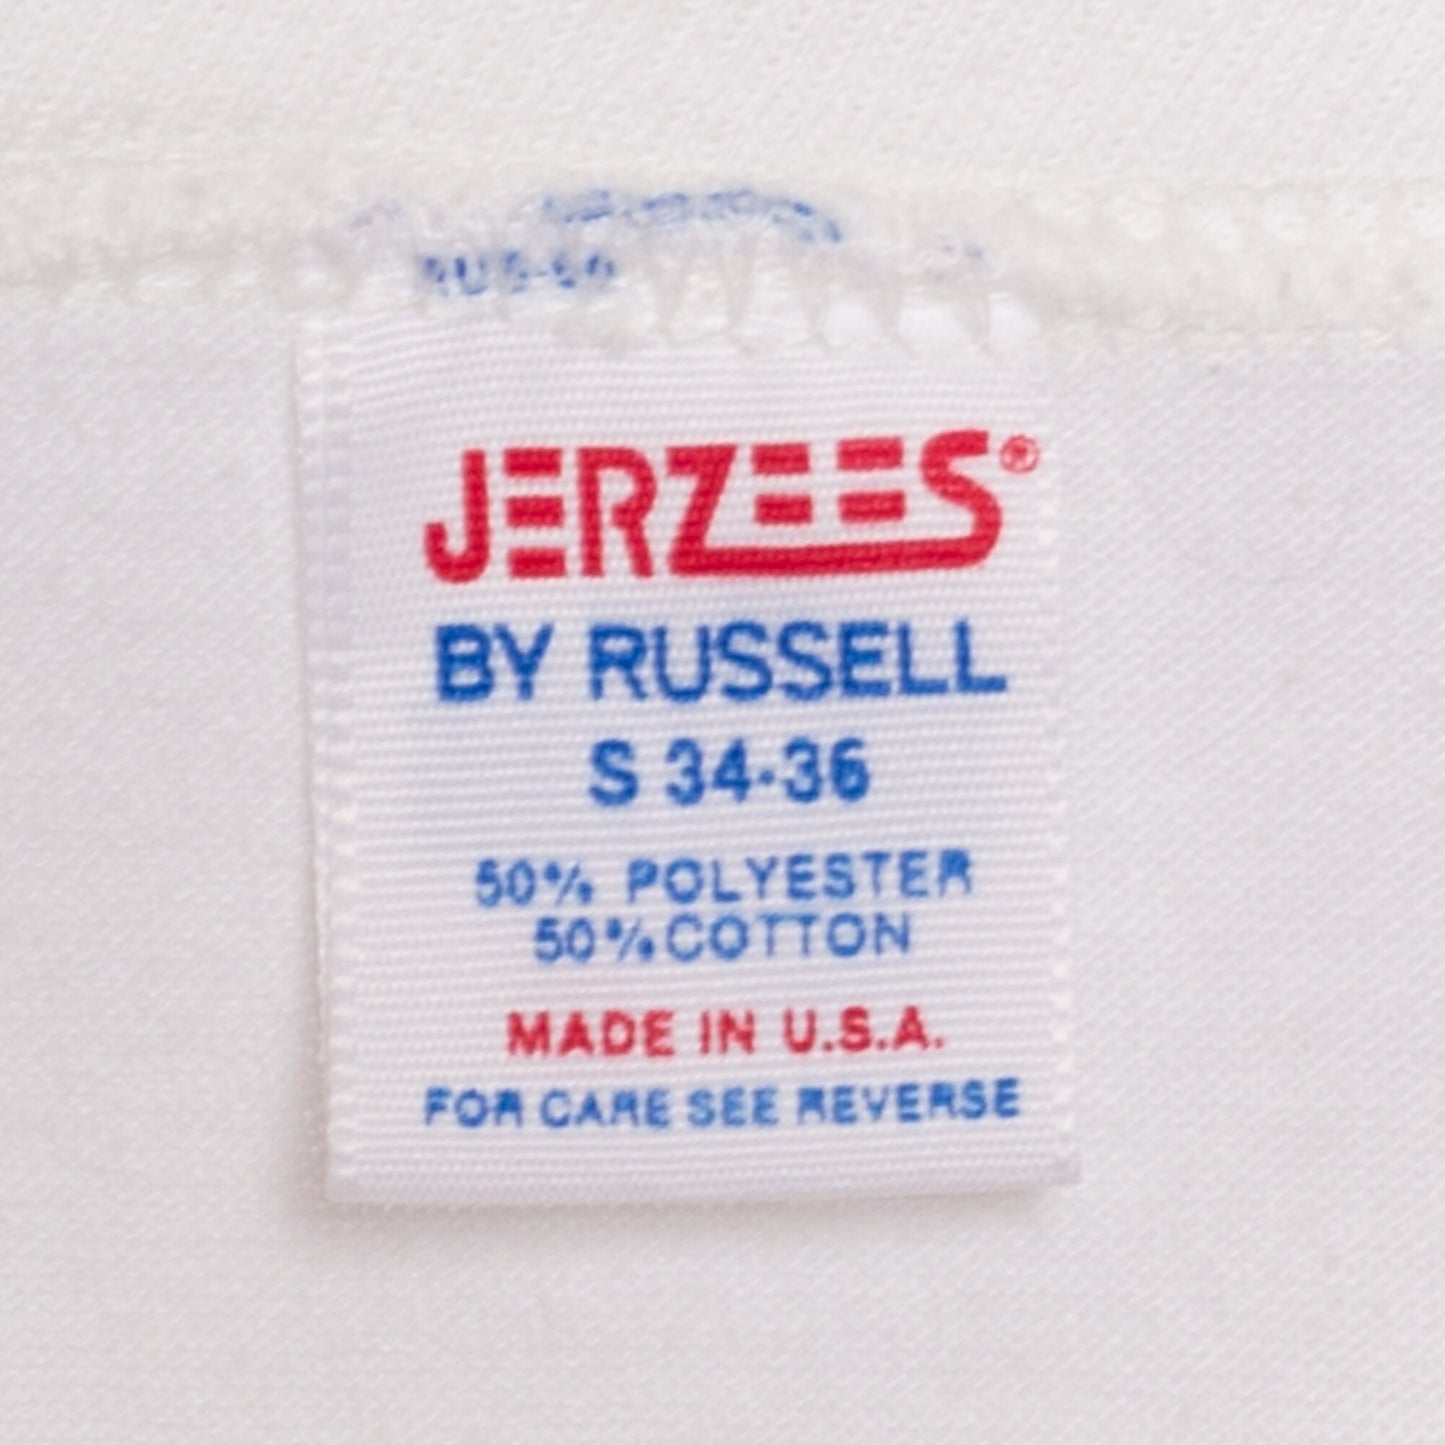 JERZEES®
BY RUSSELL
S 34-36
50% POLYESTER
50% COTTON
MADE IN U.S.A.
FOR CARE SEE REVERSE